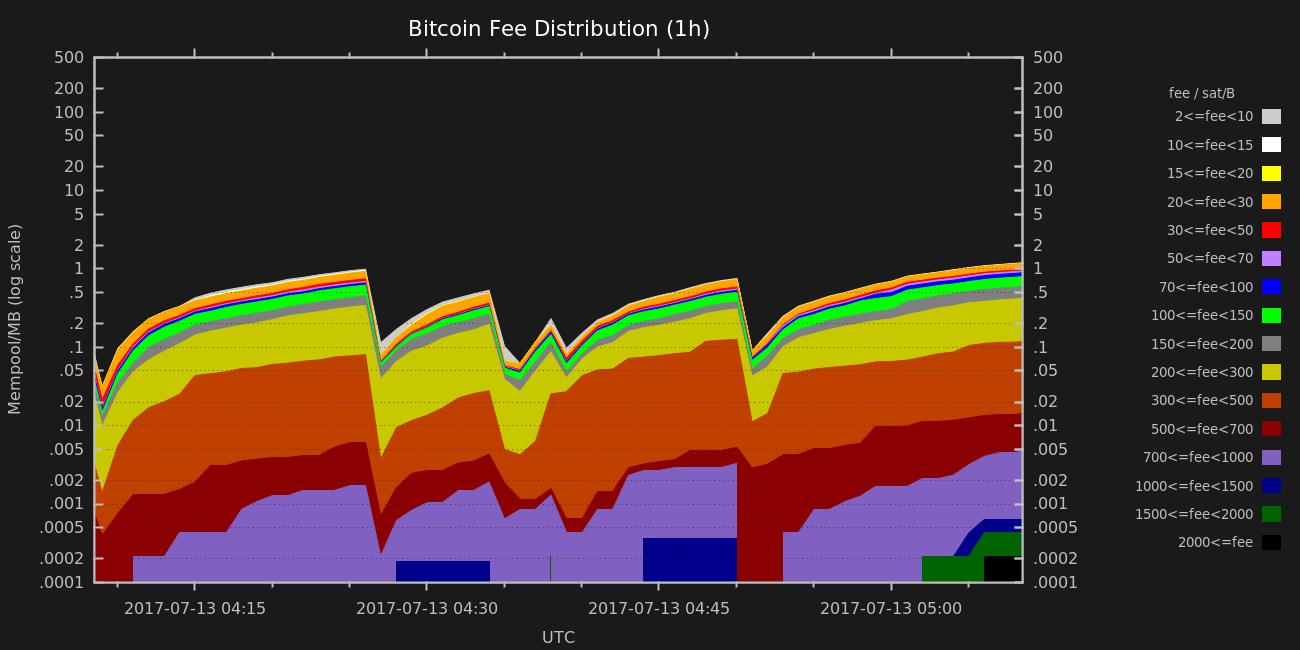 Bitcoin Fee Distribution (1h)
500
200
100
50
20
10
5
2
1
.5
.2
.1
.05
.02
.01
.005
.002
.001
.0005
.0002
.0001
Mempool/MB (log scale)
500
200
100
50
20
10
5
2
1
.5
.2
.1
.05
.02
.01
.005
.002
.001
.0005
.0002
.0001
2017-07-13 04:15
2017-07-13 04:30
2017-07-13 04:45
2017-07-13 05:00
UTC
fee / sat/B
2<=fee<10
10<=fee<15
15<=fee<20
20<=fee<30
30<=fee<50
50<=fee<70
70<=fee<100
100<=fee<150
150<=fee<200
200<=fee<300
300<=fee<500
500<=fee<700
700<=fee<1000
1000<=fee<1500
1500<=fee<2000
2000<=fee